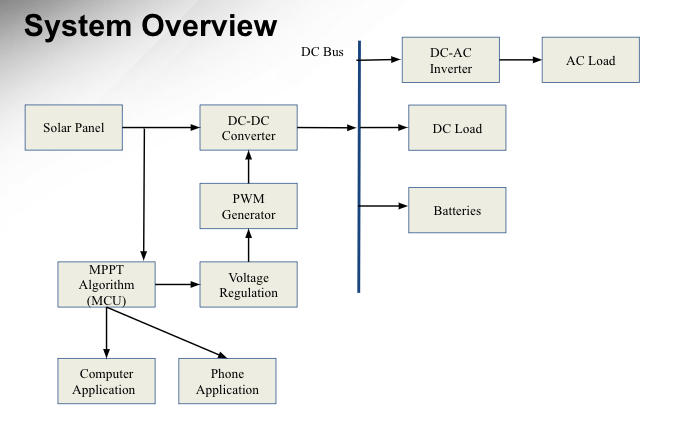 System Overview
DC Bus
DC-AC
Inverter
AC Load
Solar Panel
DC-DC
Converter
DC Load
PWM
Generator
Batteries
MPPT
Algorithm
(MCU)
Voltage
Regulation
Computer
Application
Phone
Application